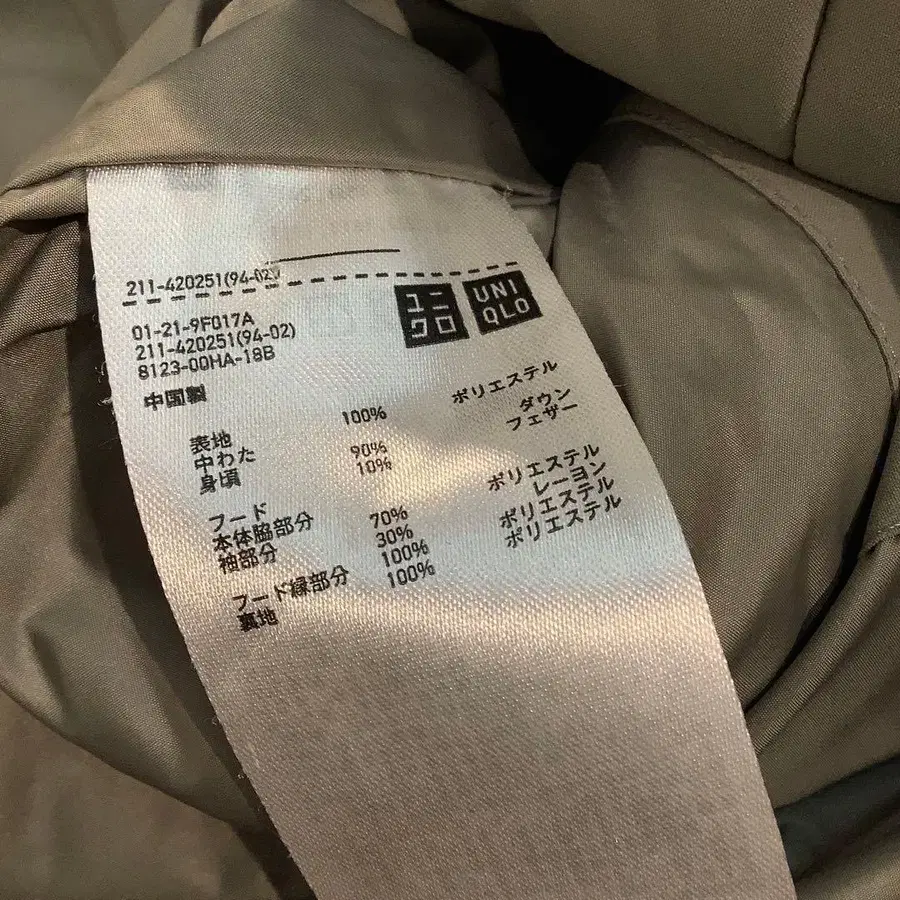 211-420251(94-02)
ユニクロ
UNIQLO
01-21-9F017A
211-420251(94-02)
8123-00HA-18B
中国製
表地 100% ポリエステル
中わた 90% ダウン
身頃 10% フェザー
フード 70% ポリエステル
本体脇部分 30% レーヨン
袖部分 100% ポリエステル
フード縁部分 100% ポリエステル
裏地